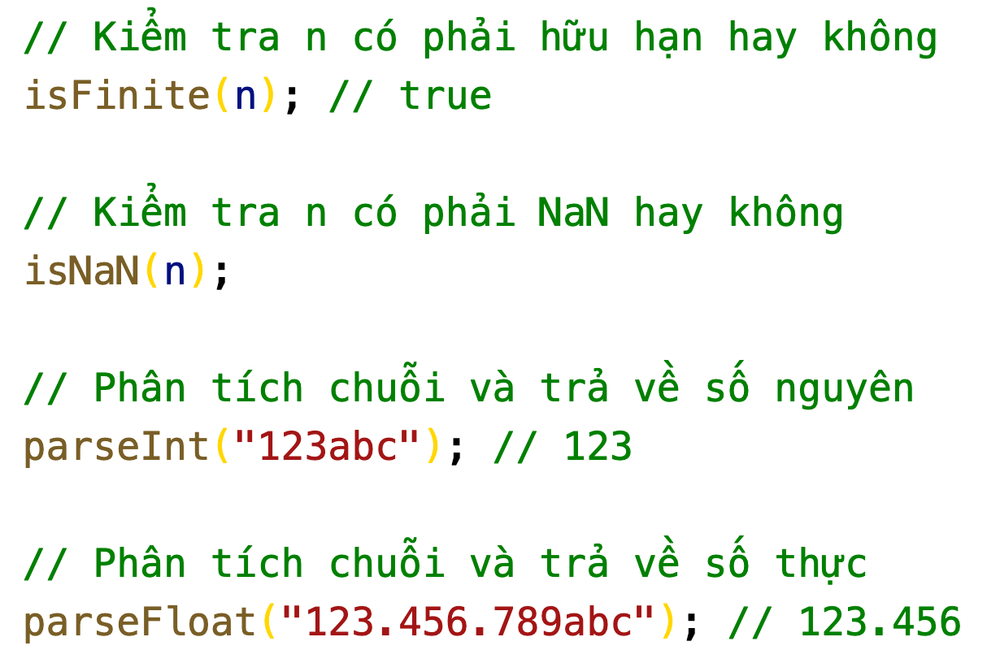 // Kiểm tra n có phải hữu hạn hay không
isFinite(n); // true
// Kiểm tra n có phải NaN hay không
isNaN(n);
// Phân tích chuỗi và trả về số nguyên
parseInt("123abc"); // 123
// Phân tích chuỗi và trả về số thực
parseFloat("123.456.789abc"); // 123.456